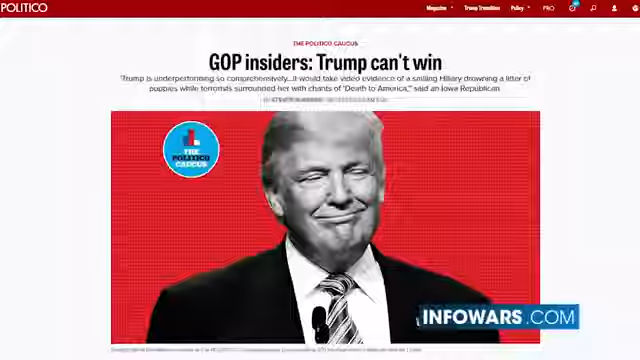 POLITICO
Magazine Trump Transition Policy PRO
THE POLITICO CAUCUS
GOP insiders: Trump can't win
'Trump is underperforming so comprehensively...it would take video evidence of a smiling Hillary drowning a litter of
puppies while terrorists surrounded her with chants of 'Death to America,'" said an Iowa Republican
THE
POLITICO
CAUCUS
INFOWARS.COM